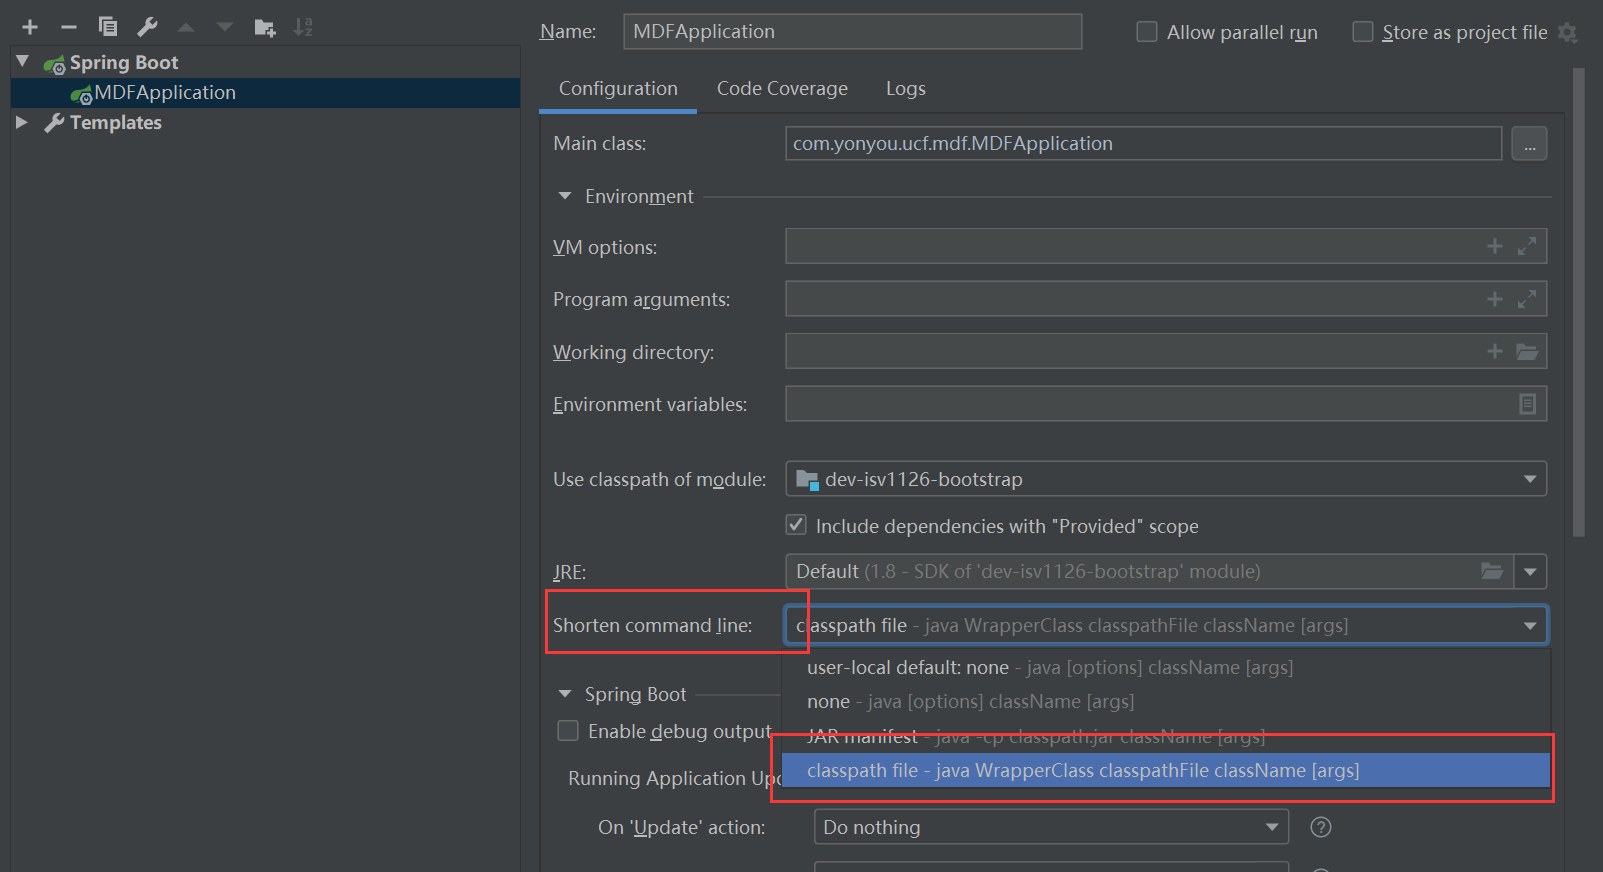 Name: MDFApplication Allow parallel run Store as project file
Spring Boot
MDFApplication
Templates
Configuration Code Coverage Logs
Main class: com.yonyou.ucf.mdf.MDFApplication ...
Environment
VM options:
Program arguments:
Working directory:
Environment variables:
Use classpath of module: dev-isv1126-bootstrap
Include dependencies with "Provided" scope
JRE: Default (1.8 - SDK of 'dev-isv1126-bootstrap' module)
Shorten command line: classpath file - java WrapperClass classpathFile className [args]
user-local default: none - java [options] className [args]
none - java [options] className [args]
JAR manifest - java -cp classpath.jar className [args]
classpath file - java WrapperClass classpathFile className [args]
Spring Boot
Enable debug output
Running Application Upd
On 'Update' action: Do nothing ?